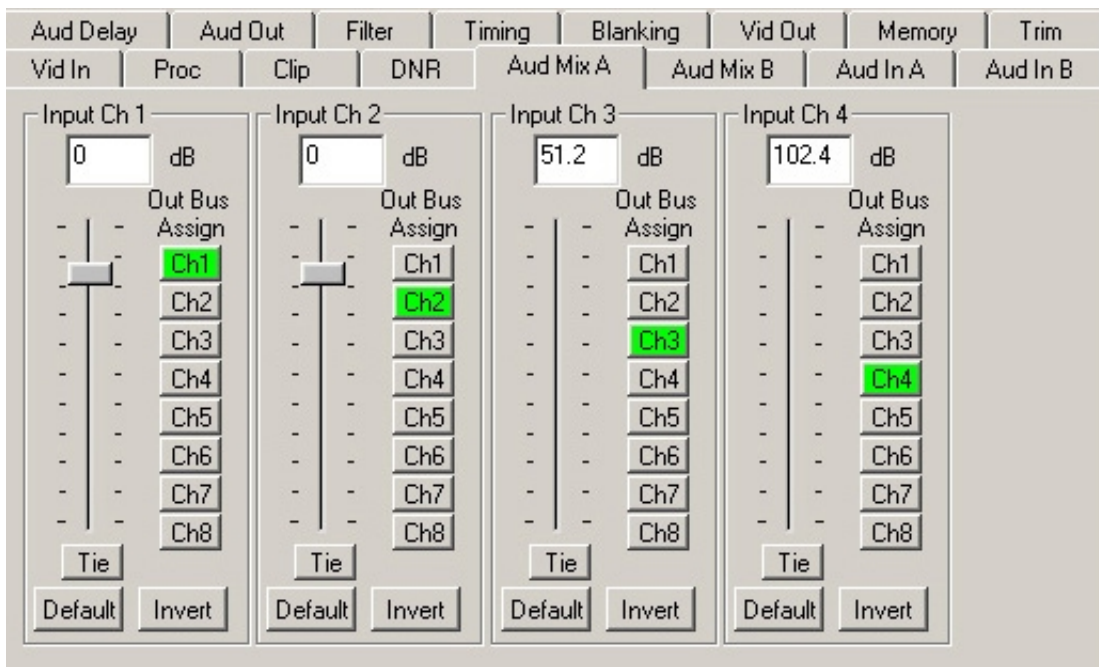 Aud Delay Aud Out Filter Timing Blanking Vid Out Memory Trim
Vid In Proc Clip DNR Aud Mix A Aud Mix B Aud In A Aud In B
Input Ch 1 Input Ch 2 Input Ch 3 Input Ch 4
0 dB 0 dB 51.2 dB 102.4 dB
Out Bus Out Bus Out Bus Out Bus
Assign Assign Assign Assign
Ch1 Ch1 Ch1 Ch1
Ch2 Ch2 Ch2 Ch2
Ch3 Ch3 Ch3 Ch3
Ch4 Ch4 Ch4 Ch4
Ch5 Ch5 Ch5 Ch5
Ch6 Ch6 Ch6 Ch6
Ch7 Ch7 Ch7 Ch7
Ch8 Ch8 Ch8 Ch8
Tie Tie Tie Tie
Default Invert Default Invert Default Invert Default Invert